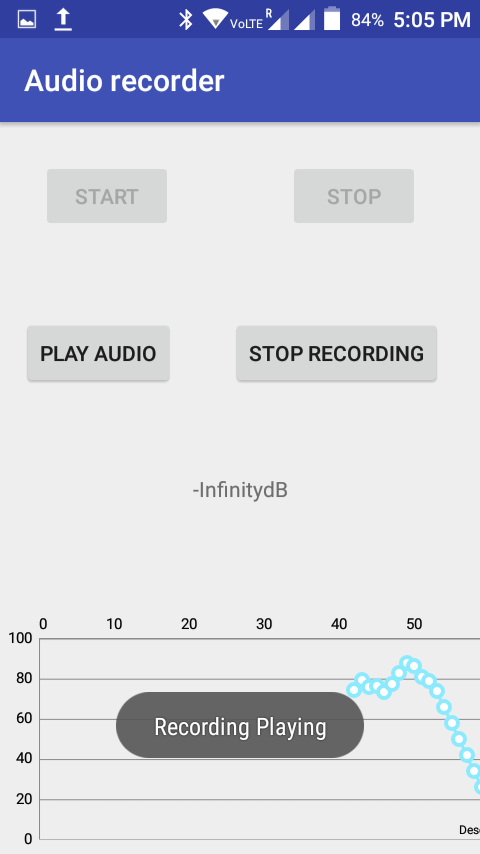 VoLTE R 84% 5:05 PM
Audio recorder
START STOP
PLAY AUDIO STOP RECORDING
-InfinitydB
0 10 20 30 40 50
100
80
60
Recording Playing
40
20
Desc
0